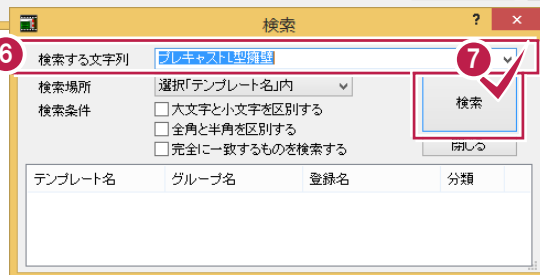 検索
?
×
6
検索する文字列
プレキャストL型擁壁
7
検索場所
選択「テンプレート名」内
検索
検索条件
大文字と小文字を区別する
全角と半角を区別する
完全に一致するものを検索する
閉じる
テンプレート名 グループ名 登録名 分類